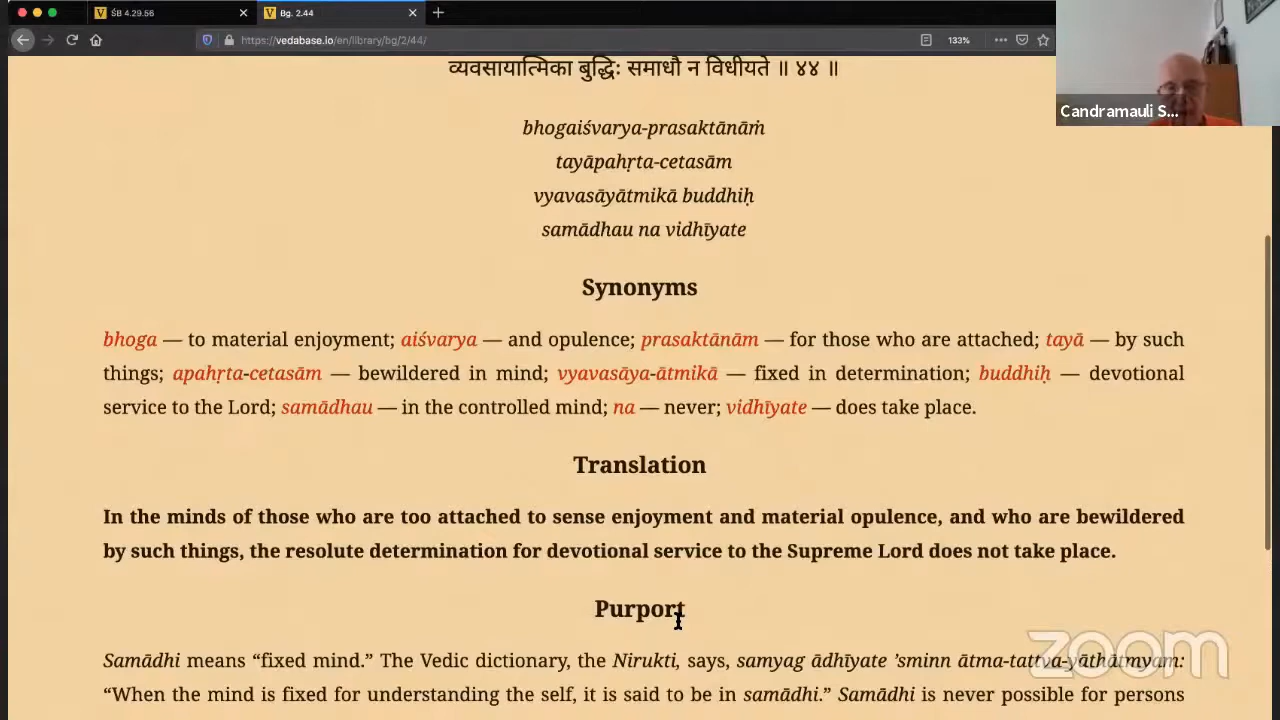 ŚB 4.29.56
Bg. 2.44
https://vedabase.io/en/library/bg/2/44/
133%
Candramauli S...
व्यवसायात्मिका बुद्धिः समाधौ न विधीयते ॥ ४४ ॥
bhogaiśvarya-prasaktānāṁ
tayāpahṛta-cetasām
vyavasāyātmikā buddhiḥ
samādhau na vidhīyate
Synonyms
bhoga — to material enjoyment; aiśvarya — and opulence; prasaktānām — for those who are attached; tayā — by such
things; apahṛta-cetasām — bewildered in mind; vyavasāya-ātmikā — fixed in determination; buddhiḥ — devotional
service to the Lord; samādhau — in the controlled mind; na — never; vidhīyate — does take place.
Translation
In the minds of those who are too attached to sense enjoyment and material opulence, and who are bewildered
by such things, the resolute determination for devotional service to the Supreme Lord does not take place.
Purport
Samādhi means “fixed mind.” The Vedic dictionary, the Nirukti, says, samyag ādhīyate ’sminn ātma-tattva-yāthātmyam:
“When the mind is fixed for understanding the self, it is said to be in samādhi.” Samādhi is never possible for persons
zoom